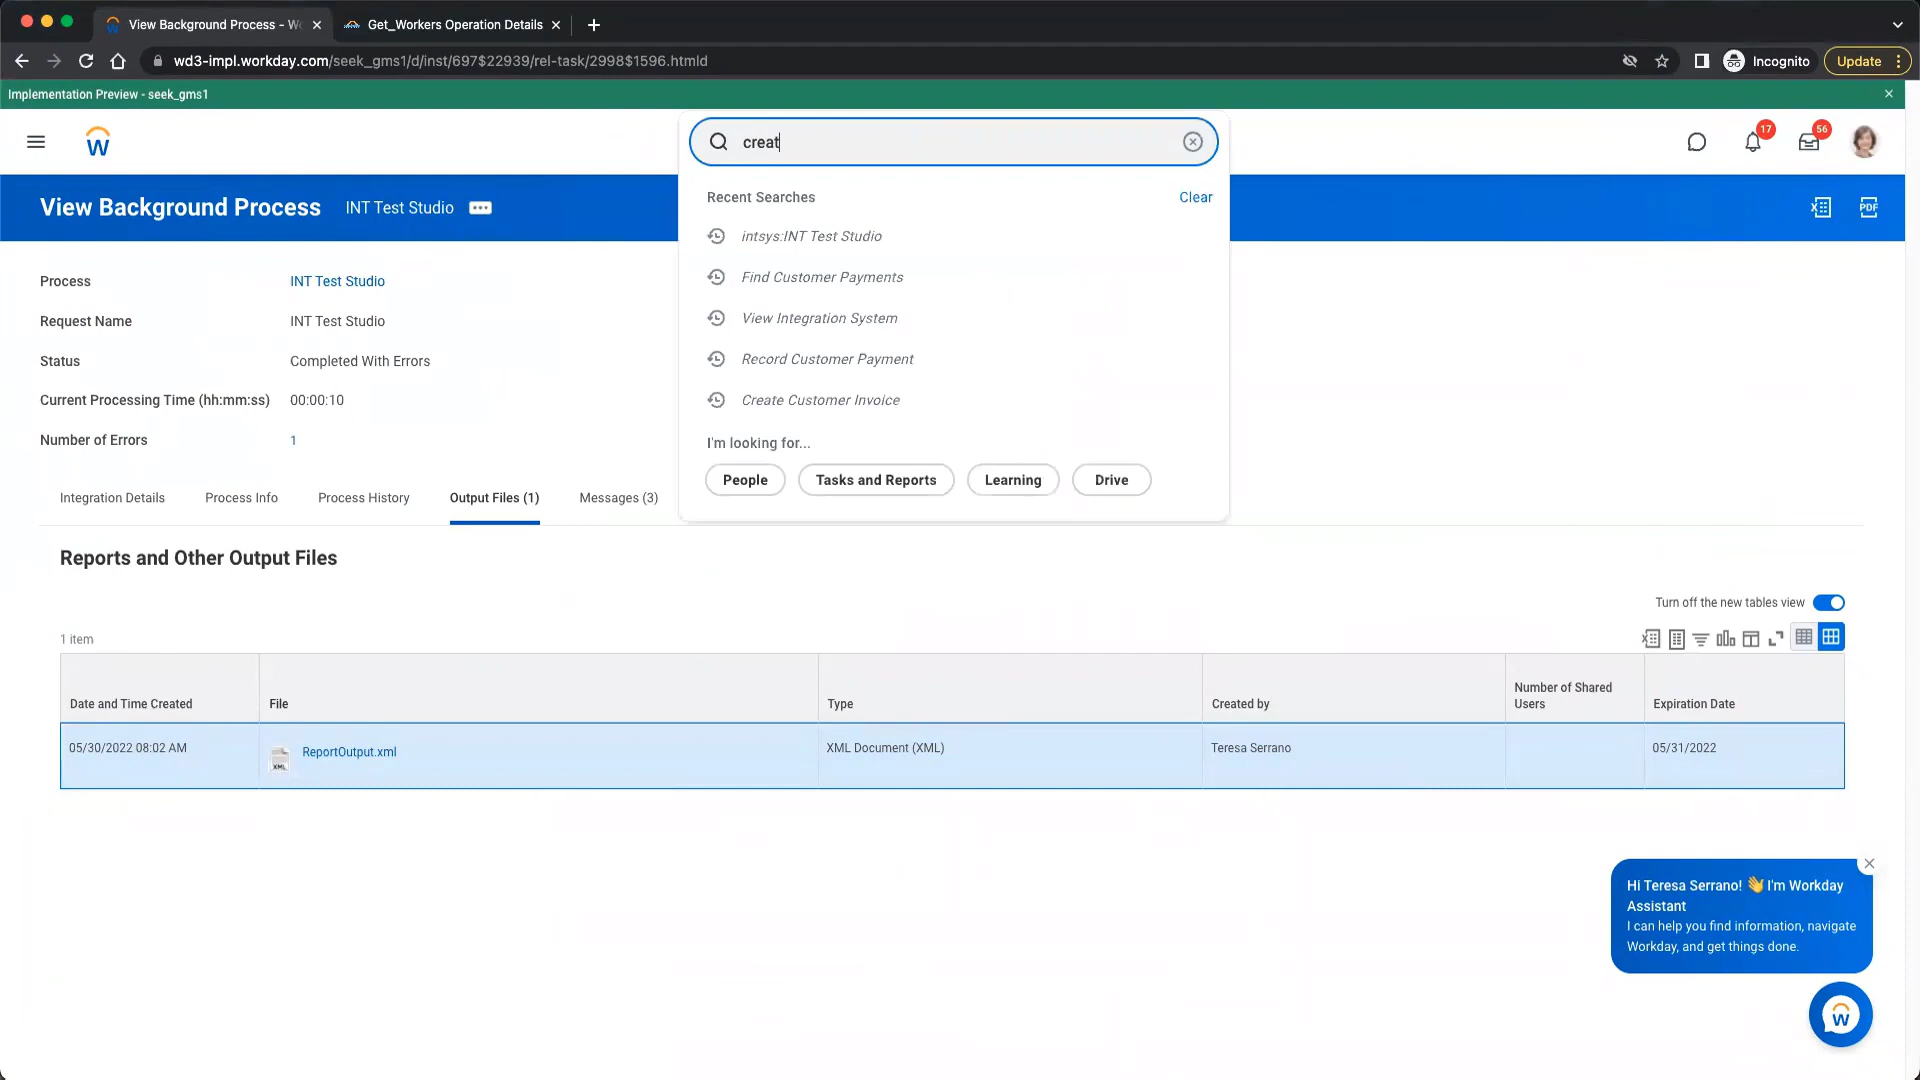 View Background Process - Wo
Get_Workers Operation Details
wd3-impl.workday.com/seek_gms1/d/inst/697$22939/rel-task/2998$1596.htmld
Incognito
Update
Implementation Preview - seek_gms1
creat
17
56
View Background Process
INT Test Studio
PDF
Recent Searches
Clear
intsys:INT Test Studio
Find Customer Payments
View Integration System
Record Customer Payment
Create Customer Invoice
I'm looking for...
People
Tasks and Reports
Learning
Drive
Process
INT Test Studio
Request Name
INT Test Studio
Status
Completed With Errors
Current Processing Time (hh:mm:ss)
00:00:10
Number of Errors
1
Integration Details
Process Info
Process History
Output Files (1)
Messages (3)
Reports and Other Output Files
Turn off the new tables view
1 item
Date and Time Created
File
Type
Created by
Number of Shared
Users
Expiration Date
05/30/2022 08:02 AM
XML
ReportOutput.xml
XML Document (XML)
Teresa Serrano
05/31/2022
Hi Teresa Serrano! 👋 I'm Workday
Assistant
I can help you find information, navigate
Workday, and get things done.